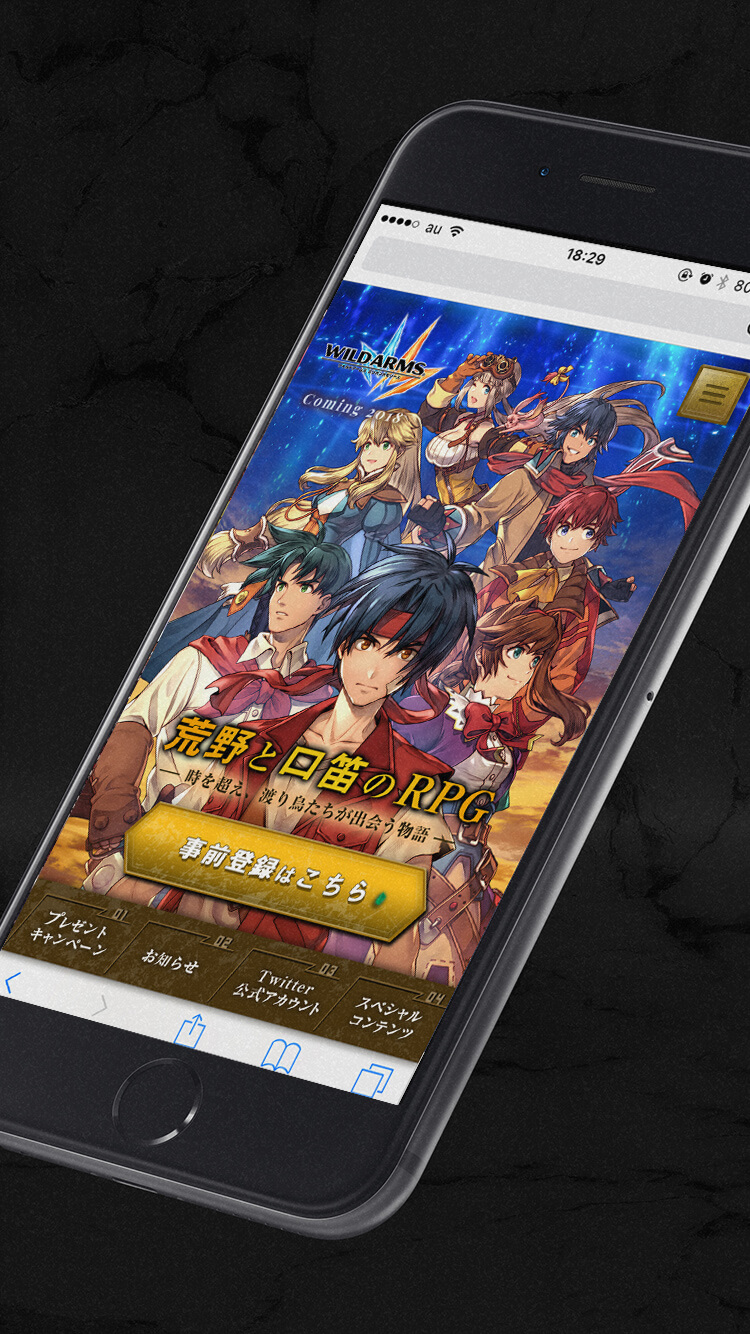 au
18:29
80
WILDARMS
Coming 2018
荒野と口笛のRPG
時を超え、渡り鳥たちが出会う物語
事前登録はこちら
01
プレゼント
キャンペーン
02
お知らせ
03
Twitter
公式アカウント
04
スペシャル
コンテンツ